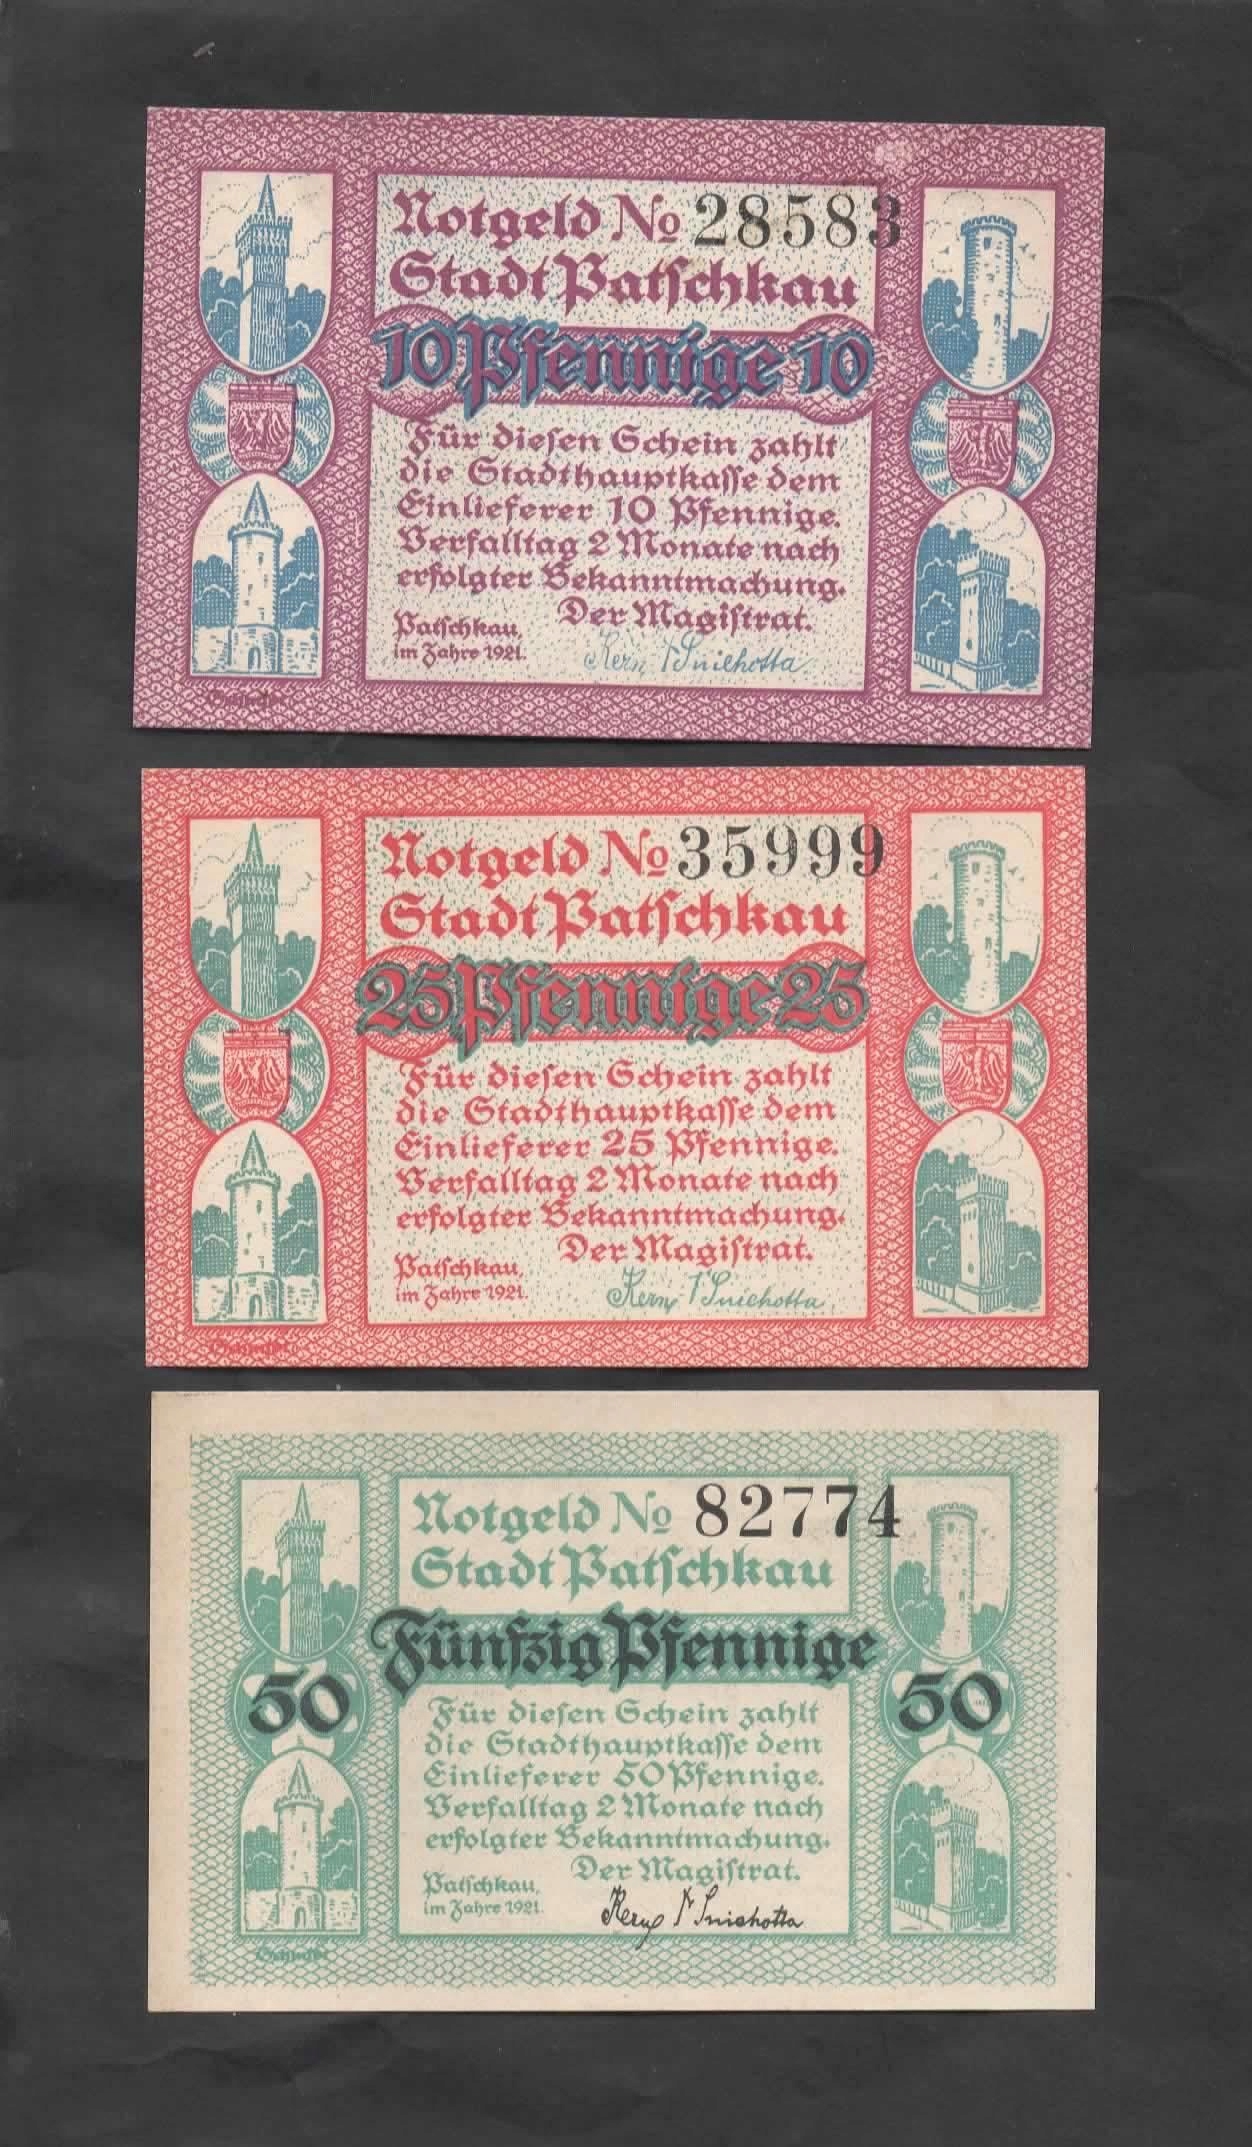 Notgeld No 28583
Stadt Patſchkau
10 Pfennige 10
Für dieſen Schein zahlt
die Stadthauptkaſſe dem
Einlieferer 10 Pfennige.
Verfalltag 2 Monate nach
erfolgter Bekanntmachung.
Der Magiſtrat.
Patſchkau,
im Jahre 1921.
Notgeld No 35999
Stadt Patſchkau
25 Pfennige 25
Für dieſen Schein zahlt
die Stadthauptkaſſe dem
Einlieferer 25 Pfennige.
Verfalltag 2 Monate nach
erfolgter Bekanntmachung.
Der Magiſtrat.
Patſchkau,
im Jahre 1921.
Notgeld No 82774
Stadt Patſchkau
Fünfzig Pfennige
50 50
Für dieſen Schein zahlt
die Stadthauptkaſſe dem
Einlieferer 50 Pfennige.
Verfalltag 2 Monate nach
erfolgter Bekanntmachung.
Der Magiſtrat.
Patſchkau,
im Jahre 1921.